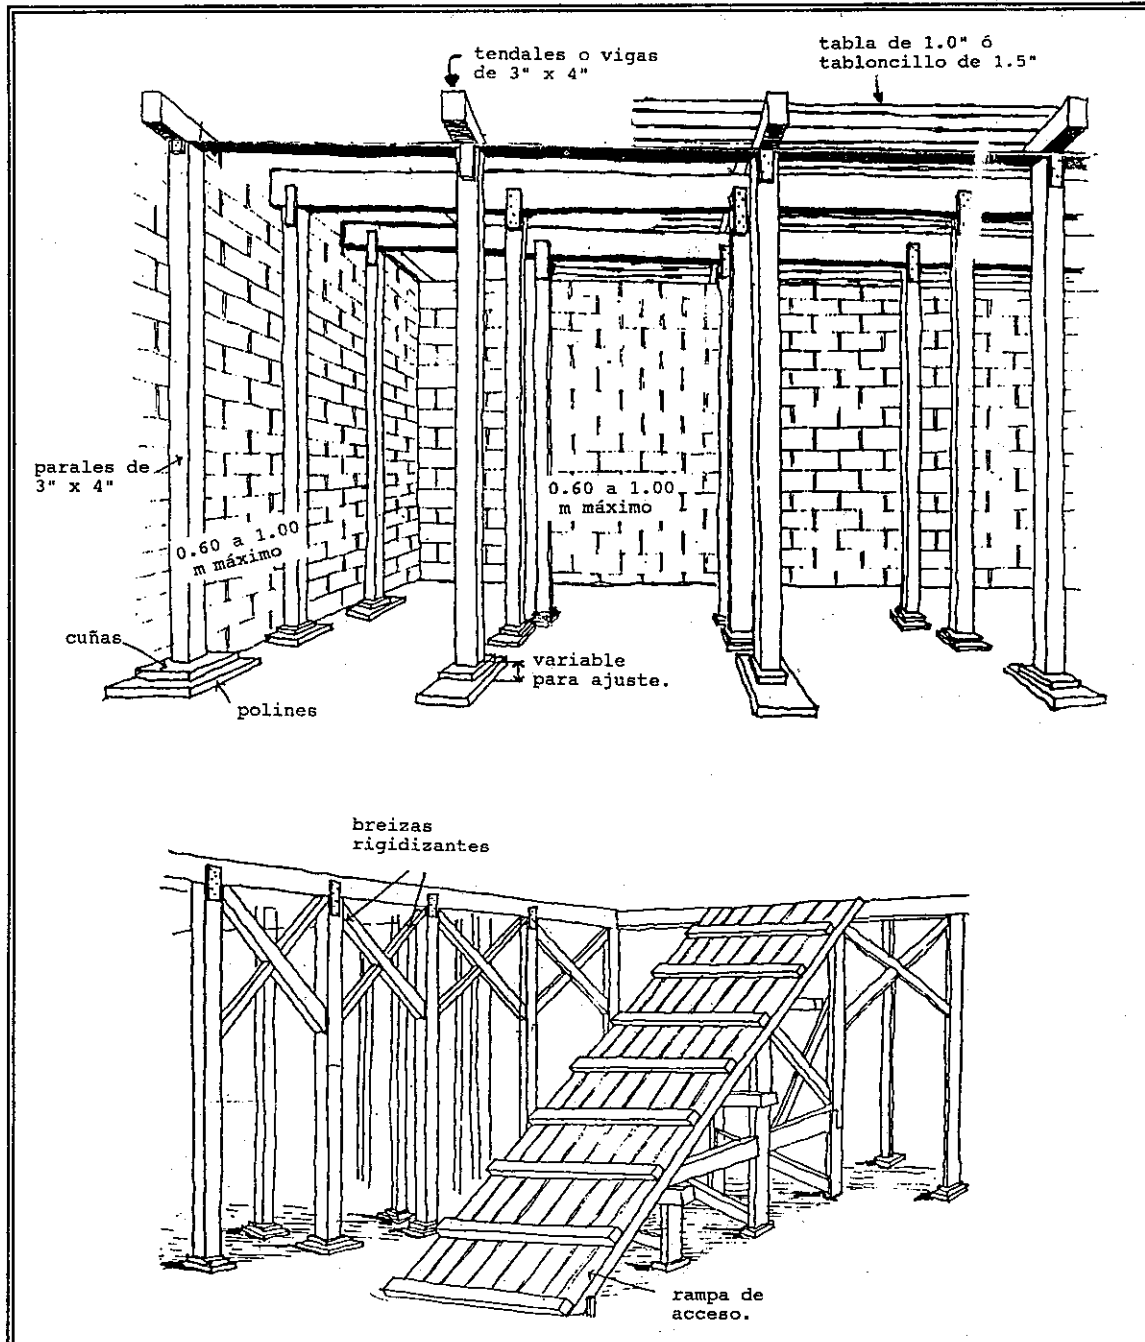 tendales o vigas
de 3" x 4"
tabla de 1.0" ó
tabloncillo de 1.5"
parales de
3" x 4"
0.60 a 1.00
m máximo
0.60 a 1.00
m máximo
cuñas
polines
variable
para ajuste.
breizas
rigidizantes
rampa de
acceso.